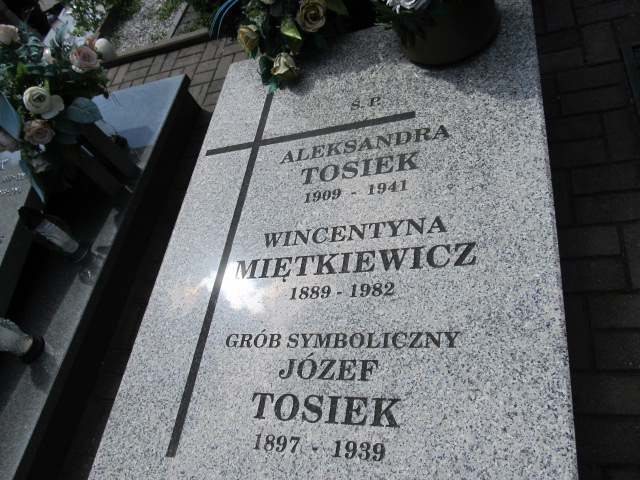 Ś. P.
ALEKSANDRA
TOSIEK
1909 - 1941
WINCENTYNA
MIĘTKIEWICZ
1889 - 1982
GRÓB SYMBOLICZNY
JÓZEF
TOSIEK
1897 - 1939